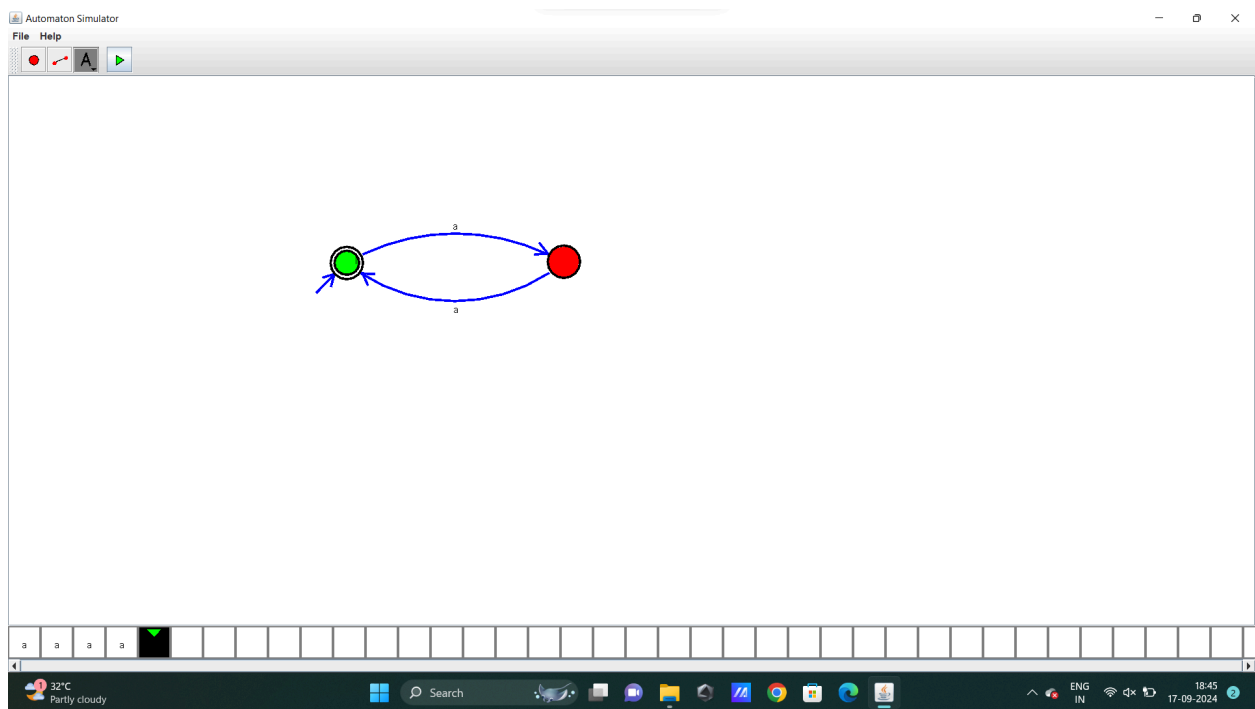 Automaton Simulator
File Help
A
a
a
a a a a
1
32°C
Partly cloudy
Search
ENG
IN
18:45
17-09-2024
2